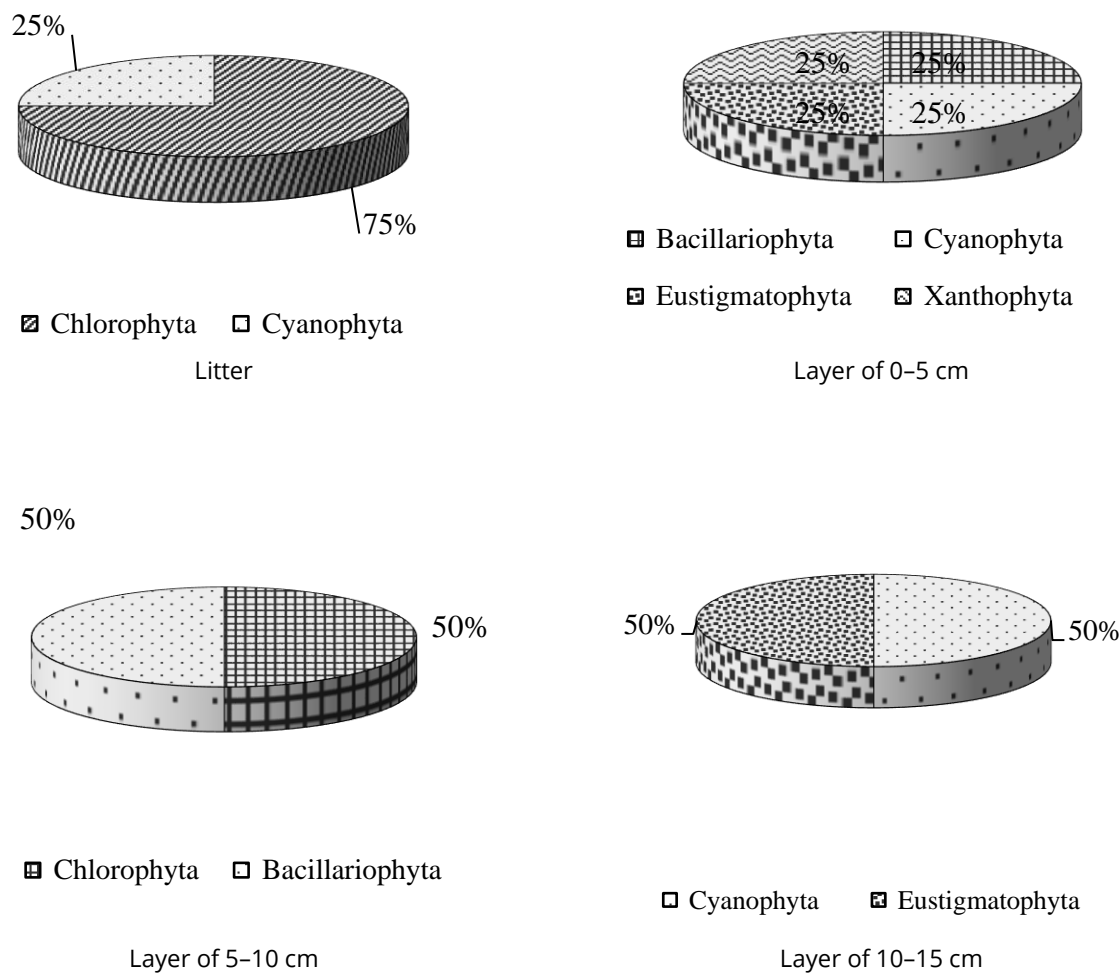 25%
75%
Chlorophyta Cyanophyta
Litter
25% 25%
25% 25%
Bacillariophyta Cyanophyta
Eustigmatophyta Xanthophyta
Layer of 0–5 cm
50%
50%
Chlorophyta Bacillariophyta
Layer of 5–10 cm
50% 50%
Cyanophyta Eustigmatophyta
Layer of 10–15 cm